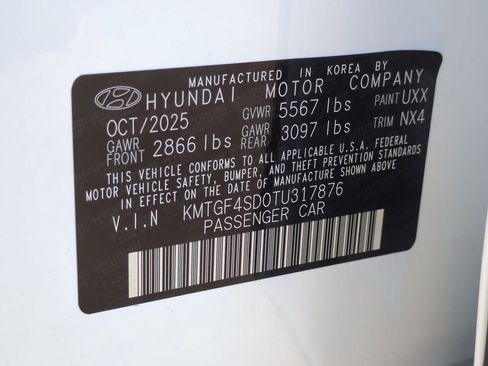 MANUFACTURED IN KOREA BY
HYUNDAI MOTOR COMPANY
OCT/2025 GVWR 5567 lbs PAINT UXX
GAWR FRONT 2866 lbs GAWR REAR 3097 lbs TRIM NX4
THIS VEHICLE CONFORMS TO ALL APPLICABLE U.S.A. FEDERAL
MOTOR VEHICLE SAFETY, BUMPER, AND THEFT PREVENTION STANDARDS
IN EFFECT ON THE DATE OF MANUFACTURE SHOWN ABOVE
V.I.N KMTGF4SD0TU317876
PASSENGER CAR